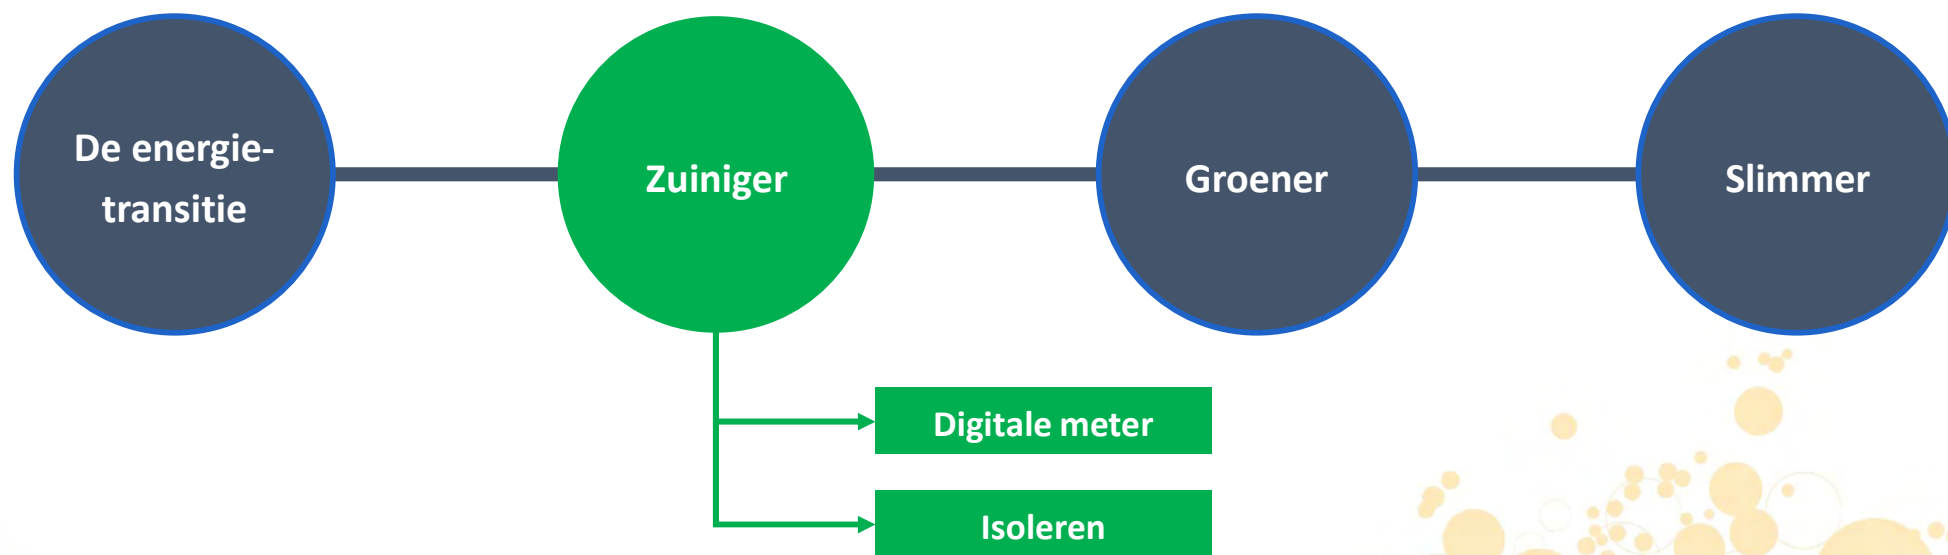 De energie-
transitie
Zuiniger
Groener
Slimmer
Digitale meter
Isoleren